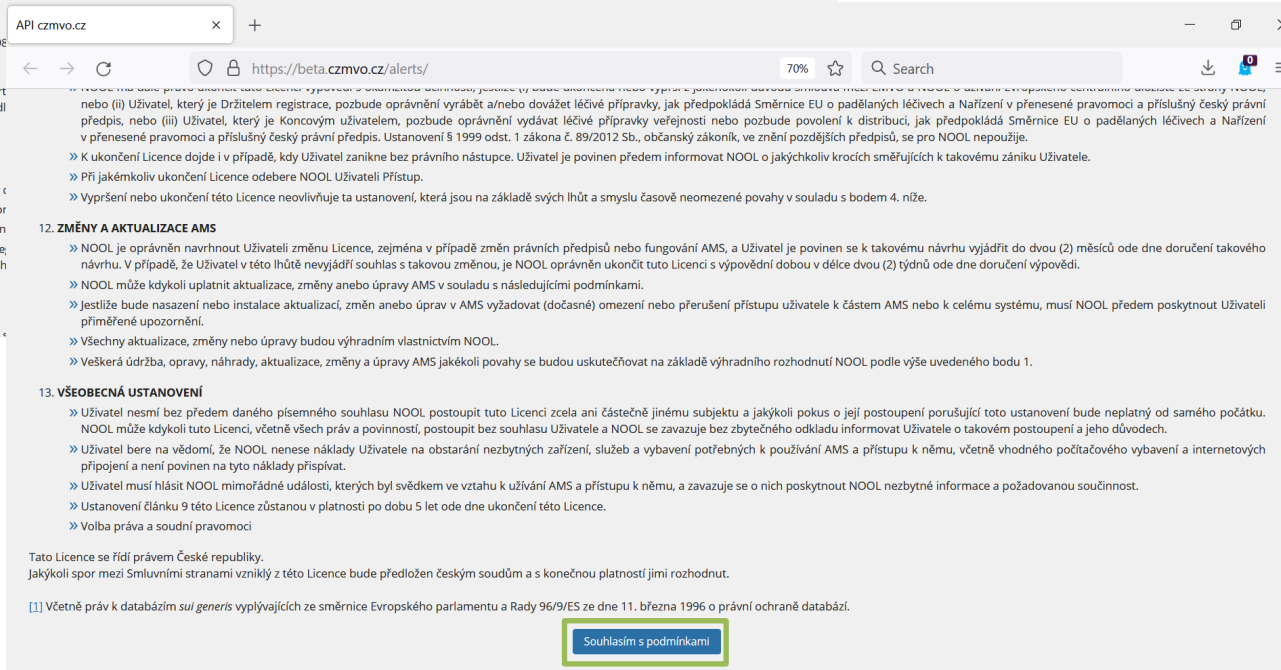 API czmvo.cz
https://beta.czmvo.cz/alerts/
70%
Search
0
nebo (ii) Uživatel, který je Držitelem registrace, pozbude oprávnění vyrábět a/nebo dovážet léčivé přípravky, jak předpokládá Směrnice EU o padělaných léčivech a Nařízení v přenesené pravomoci a příslušný český právní
předpis, nebo (iii) Uživatel, který je Koncovým uživatelem, pozbude oprávnění vydávat léčivé přípravky veřejnosti nebo pozbude povolení k distribuci, jak předpokládá Směrnice EU o padělaných léčivech a Nařízení
v přenesené pravomoci a příslušný český právní předpis. Ustanovení § 1999 odst. 1 zákona č. 89/2012 Sb., občanský zákoník, ve znění pozdějších předpisů, se pro NOOL nepoužije.
» K ukončení Licence dojde i v případě, kdy Uživatel zanikne bez právního nástupce. Uživatel je povinen předem informovat NOOL o jakýchkoliv krocích směřujících k takovému zániku Uživatele.
» Při jakémkoliv ukončení Licence odebere NOOL Uživateli Přístup.
» Vypršení nebo ukončení této Licence neovlivňuje ta ustanovení, která jsou na základě svých lhůt a smyslu časově neomezené povahy v souladu s bodem 4. níže.
12. ZMĚNY A AKTUALIZACE AMS
» NOOL je oprávněn navrhnout Uživateli změnu Licence, zejména v případě změn právních předpisů nebo fungování AMS, a Uživatel je povinen se k takovému návrhu vyjádřit do dvou (2) měsíců ode dne doručení takového
návrhu. V případě, že Uživatel v této lhůtě nevyjádří souhlas s takovou změnou, je NOOL oprávněn ukončit tuto Licenci s výpovědní dobou v délce dvou (2) týdnů ode dne doručení výpovědi.
» NOOL může kdykoli uplatnit aktualizace, změny anebo úpravy AMS v souladu s následujícími podmínkami.
» Jestliže bude nasazení nebo instalace aktualizací, změn anebo úprav v AMS vyžadovat (dočasné) omezení nebo přerušení přístupu uživatele k částem AMS nebo k celému systému, musí NOOL předem poskytnout Uživateli
přiměřené upozornění.
» Všechny aktualizace, změny nebo úpravy budou výhradním vlastnictvím NOOL.
» Veškerá údržba, opravy, náhrady, aktualizace, změny a úpravy AMS jakékoli povahy se budou uskutečňovat na základě výhradního rozhodnutí NOOL podle výše uvedeného bodu 1.
13. VŠEOBECNÁ USTANOVENÍ
» Uživatel nesmí bez předem daného písemného souhlasu NOOL postoupit tuto Licenci zcela ani částečně jinému subjektu a jakýkoli pokus o její postoupení porušující toto ustanovení bude neplatný od samého počátku.
NOOL může kdykoli tuto Licenci, včetně všech práv a povinností, postoupit bez souhlasu Uživatele a NOOL se zavazuje bez zbytečného odkladu informovat Uživatele o takovém postoupení a jeho důvodech.
» Uživatel bere na vědomí, že NOOL nenese náklady Uživatele na obstarání nezbytných zařízení, služeb a vybavení potřebných k používání AMS a přístupu k němu, včetně vhodného počítačového vybavení a internetových
připojení a není povinen na tyto náklady přispívat.
» Uživatel musí hlásit NOOL mimořádné události, kterých byl svědkem ve vztahu k užívání AMS a přístupu k němu, a zavazuje se o nich poskytnout NOOL nezbytné informace a požadovanou součinnost.
» Ustanovení článku 9 této Licence zůstanou v platnosti po dobu 5 let ode dne ukončení této Licence.
» Volba práva a soudní pravomoci
Tato Licence se řídí právem České republiky.
Jakýkoli spor mezi Smluvními stranami vzniklý z této Licence bude předložen českým soudům a s konečnou platností jimi rozhodnut.
[1] Včetně práv k databázím sui generis vyplývajících ze směrnice Evropského parlamentu a Rady 96/9/ES ze dne 11. března 1996 o právní ochraně databází.
Souhlasím s podmínkami